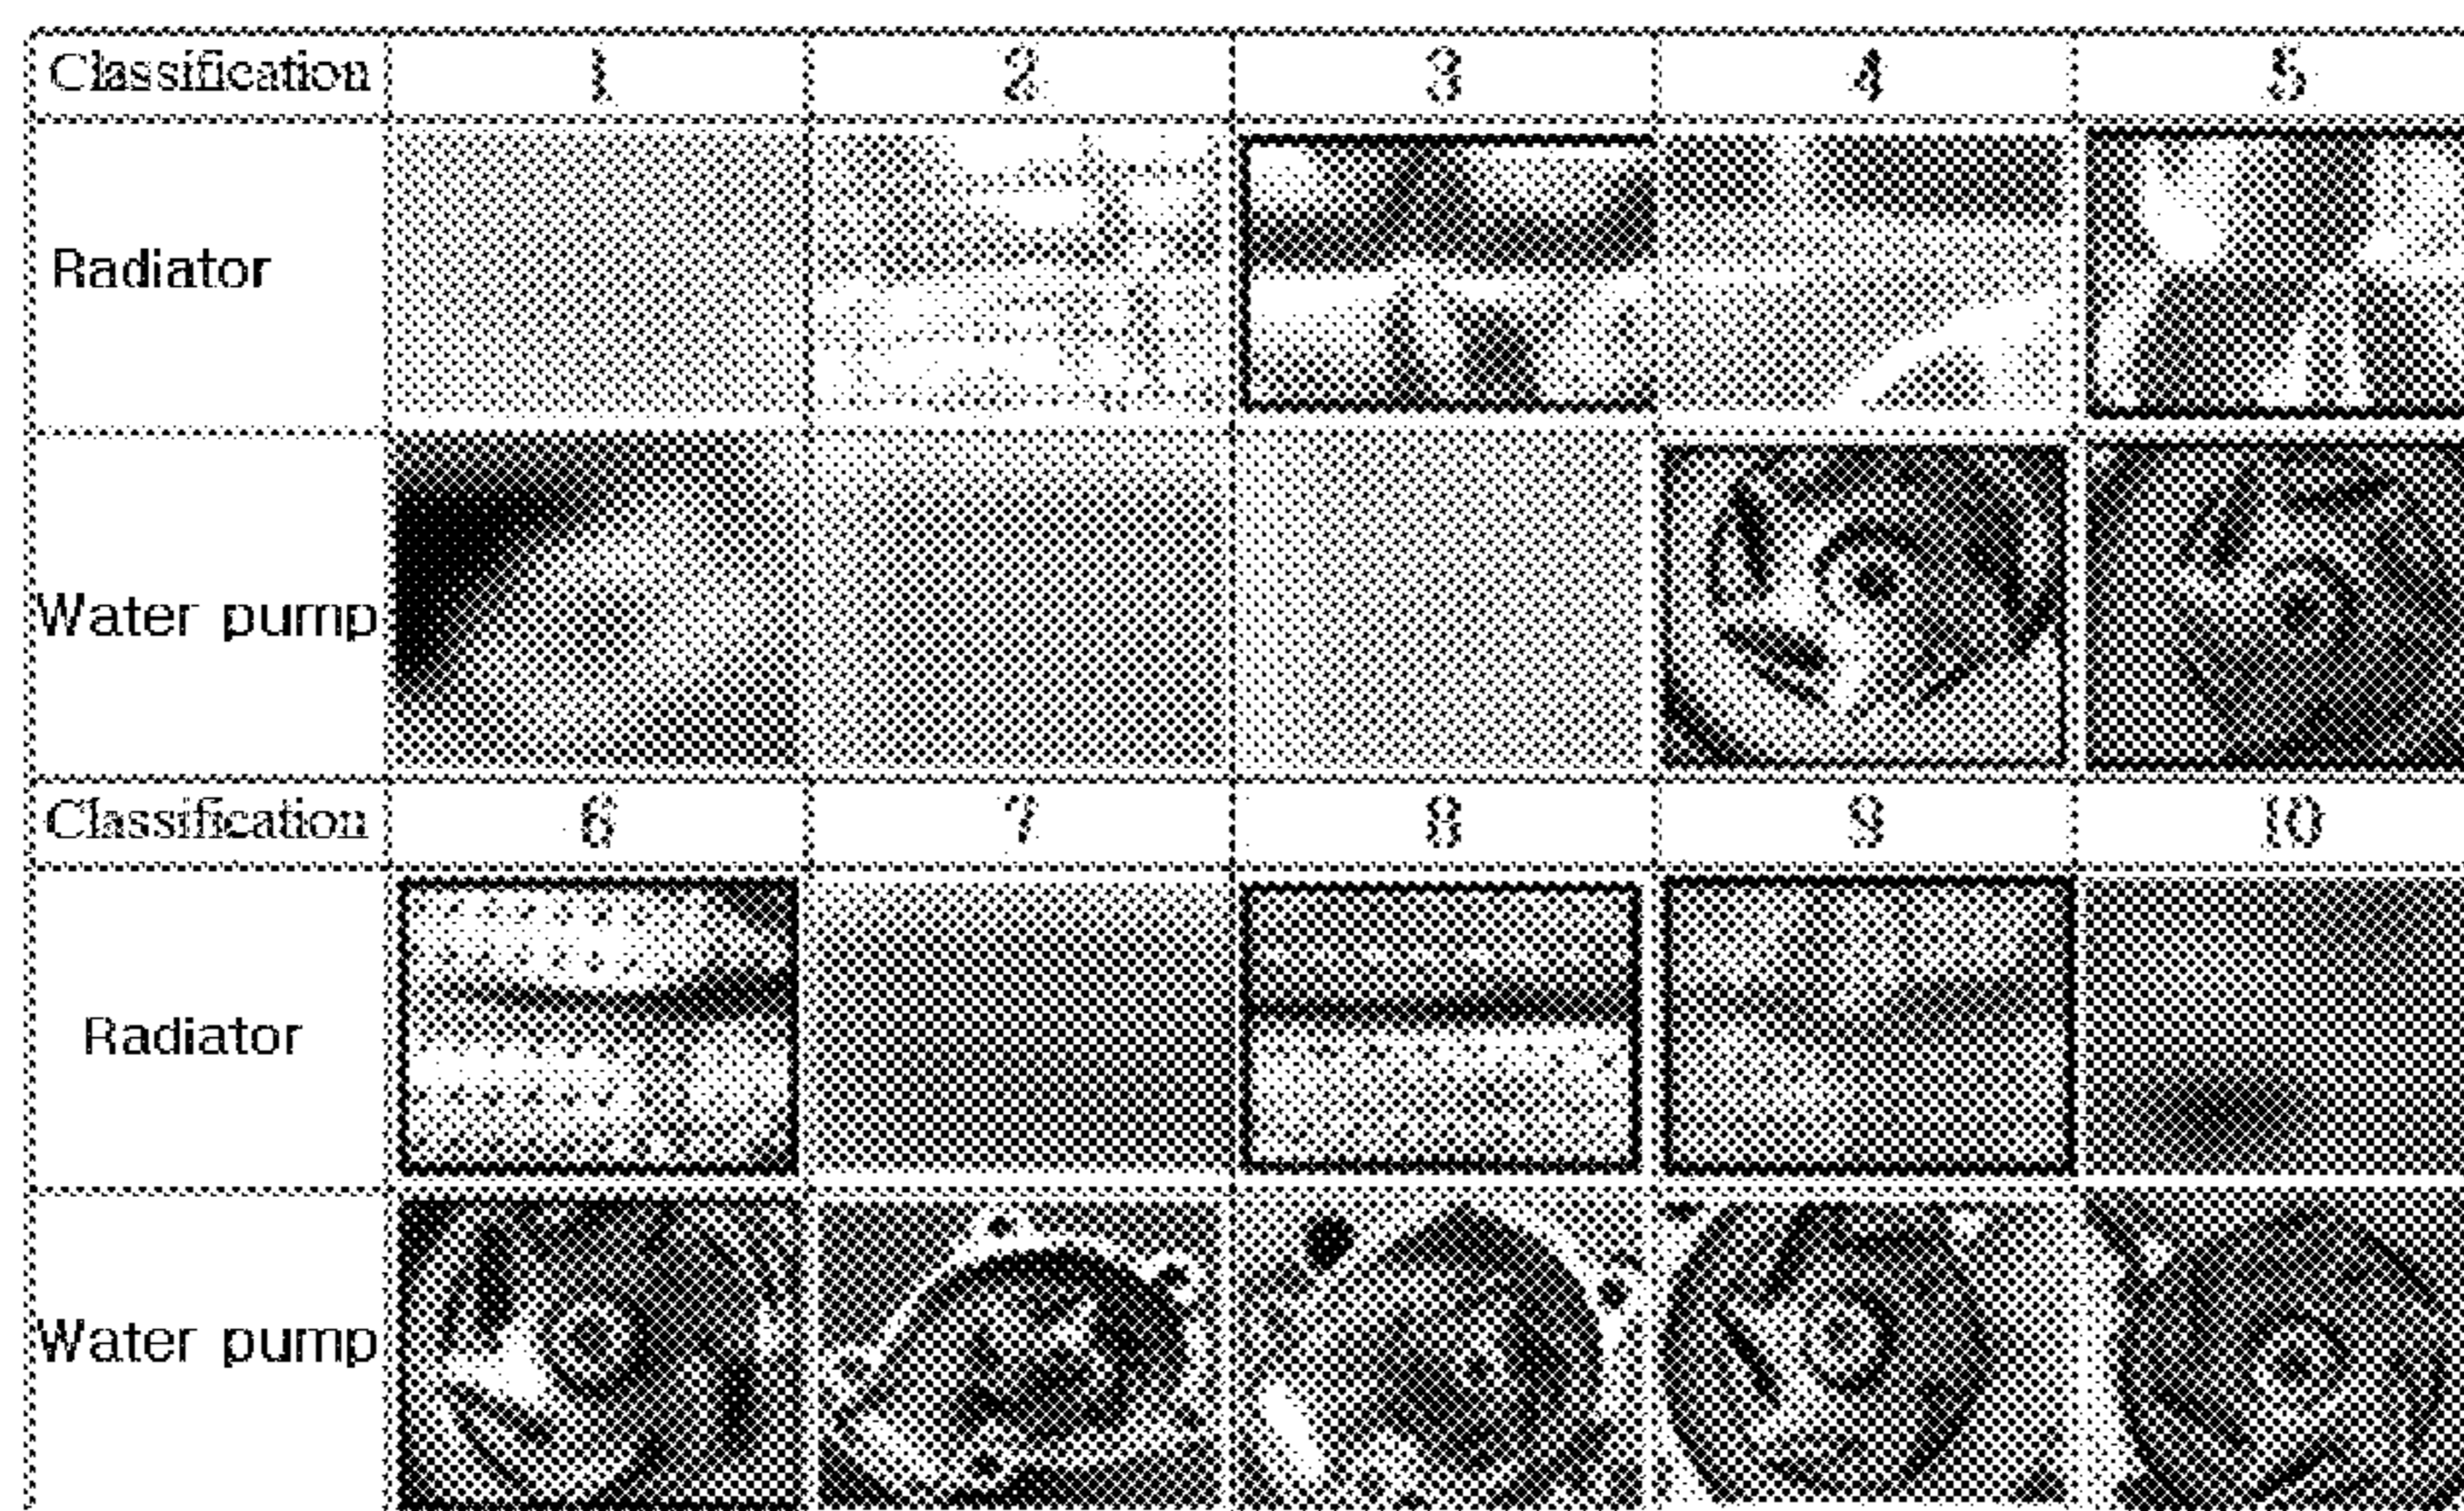 Classification 1 2 3 4 5
Radiator
Water pump
Classification 6 7 8 9 10
Radiator
Water pump